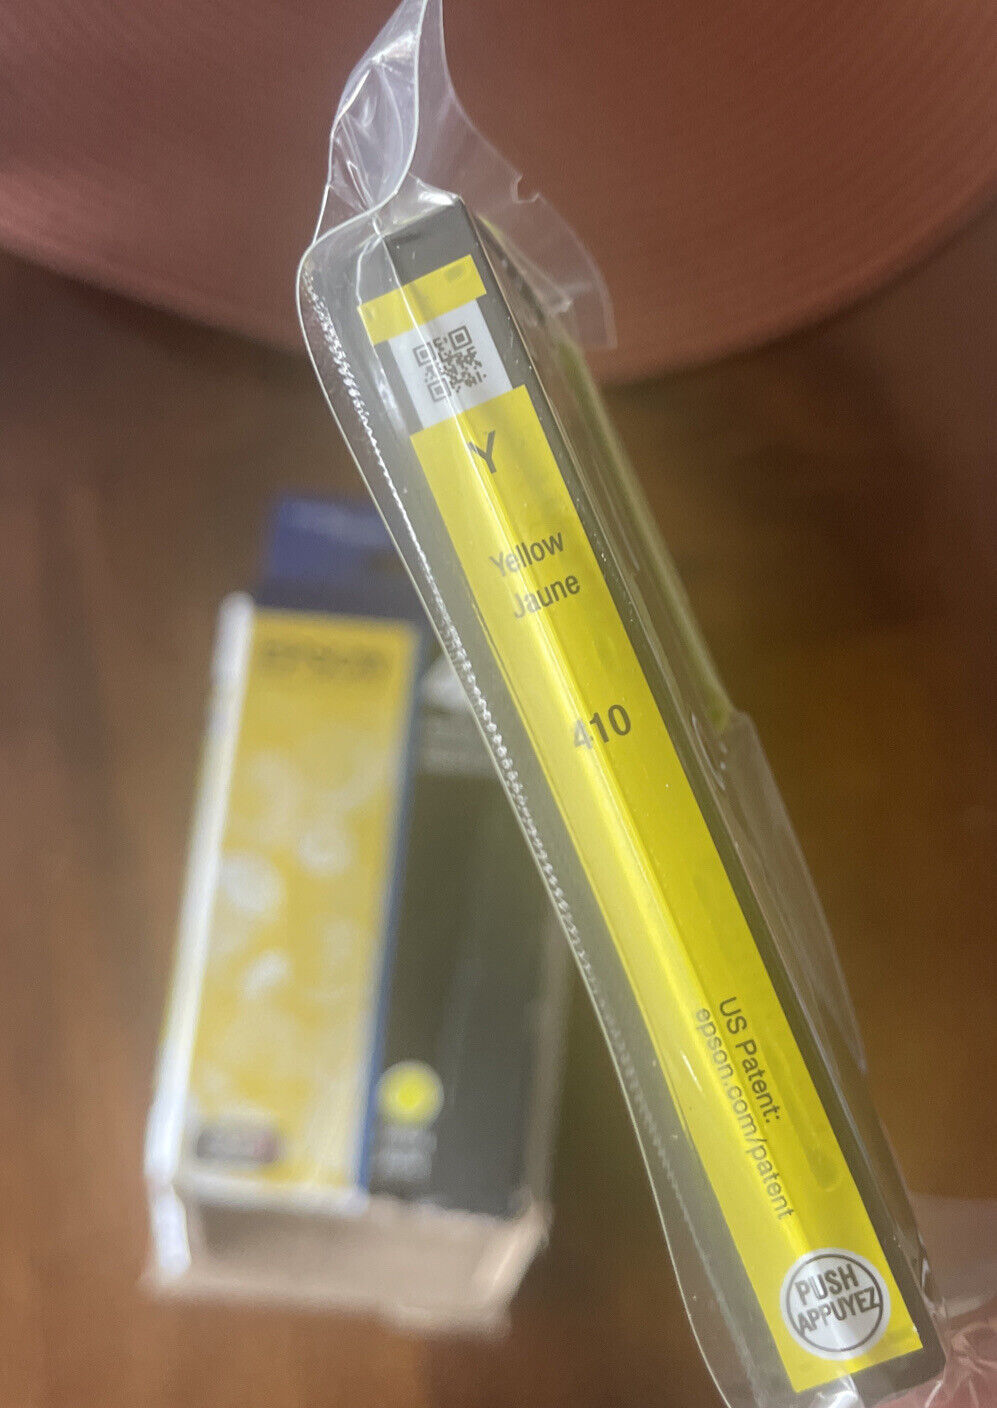 Y
Yellow
Jaune
410
US Patent:
epson.com/patent
PUSH
APPUYEZ